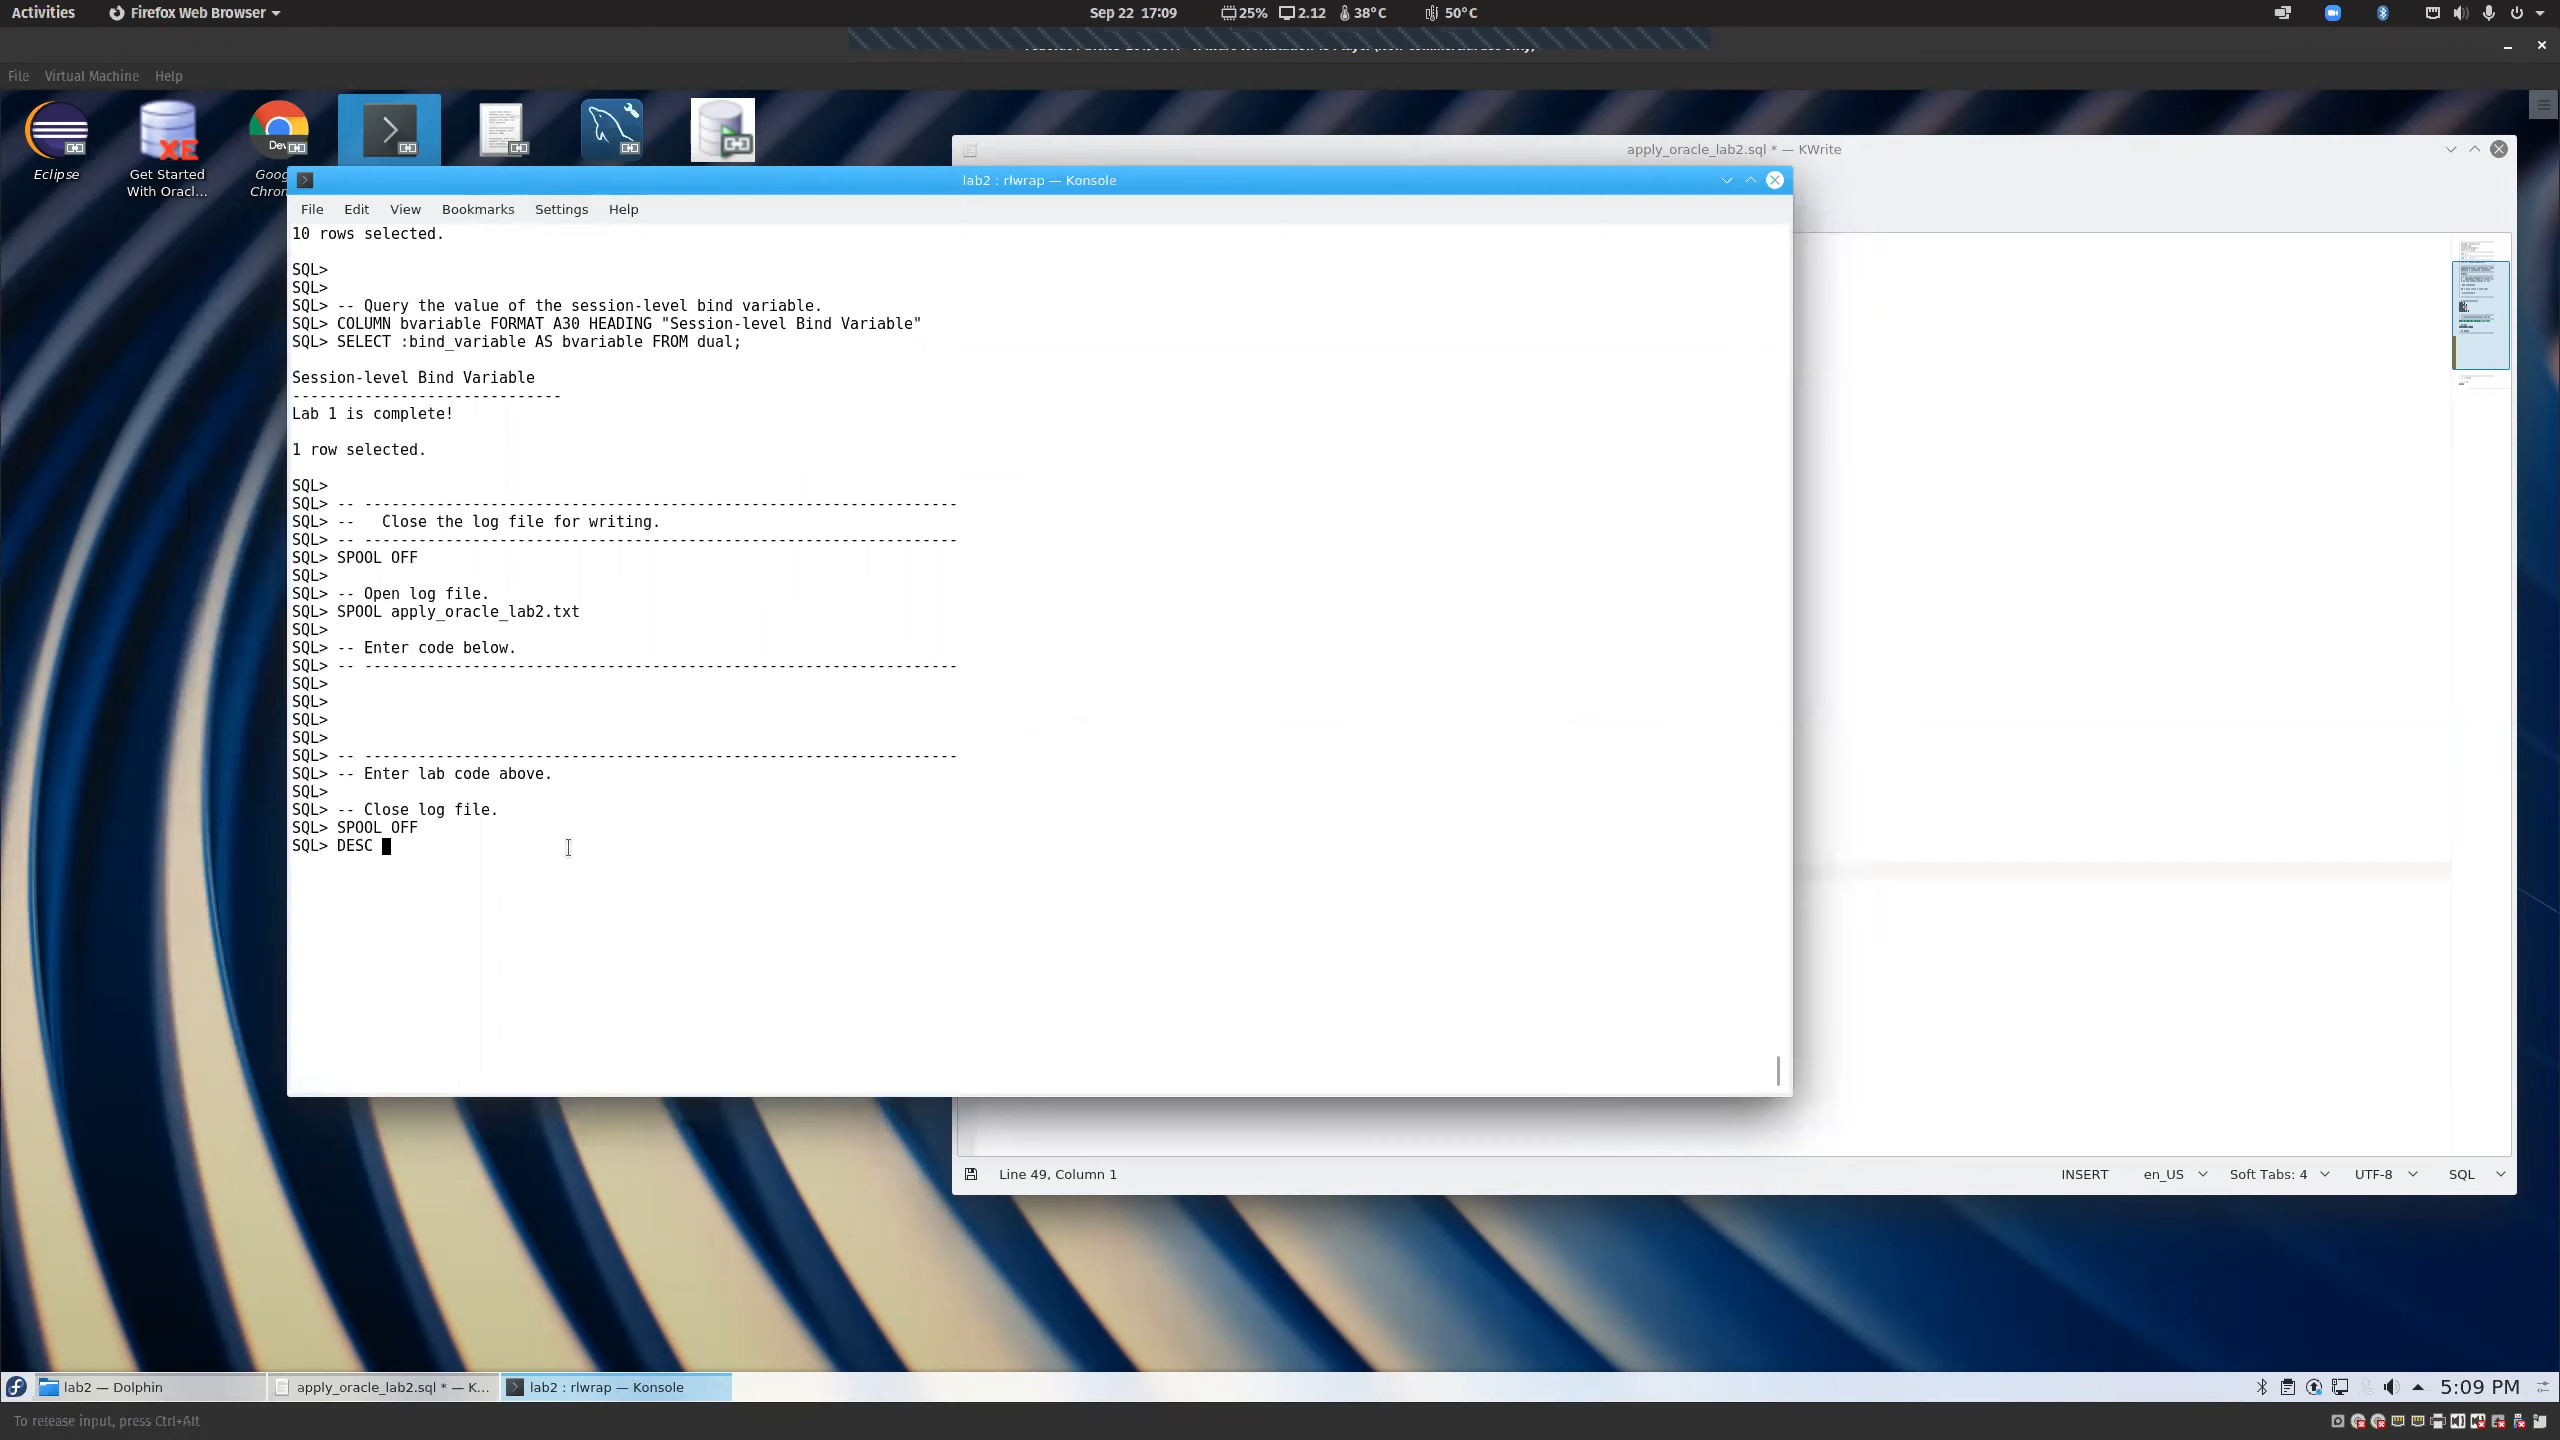 Activities Firefox Web Browser Sep 22 17:09 25% 2.12 38°C 50°C
File Virtual Machine Help
Eclipse
Get Started
With Oracl...
Dev
XE
apply_oracle_lab2.sql * — KWrite
lab2 : rlwrap — Konsole
File Edit View Bookmarks Settings Help
10 rows selected.
SQL>
SQL>
SQL> -- Query the value of the session-level bind variable.
SQL> COLUMN bvariable FORMAT A30 HEADING "Session-level Bind Variable"
SQL> SELECT :bind_variable AS bvariable FROM dual;
Session-level Bind Variable
------------------------------
Lab 1 is complete!
1 row selected.
SQL>
SQL> -- ------------------------------------------------------------------
SQL> --   Close the log file for writing.
SQL> -- ------------------------------------------------------------------
SQL> SPOOL OFF
SQL>
SQL> -- Open log file.
SQL> SPOOL apply_oracle_lab2.txt
SQL>
SQL> -- Enter code below.
SQL> -- ------------------------------------------------------------------
SQL>
SQL>
SQL>
SQL>
SQL> -- ------------------------------------------------------------------
SQL> -- Enter lab code above.
SQL>
SQL> -- Close log file.
SQL> SPOOL OFF
SQL> DESC
Line 49, Column 1 INSERT en_US Soft Tabs: 4 UTF-8 SQL
lab2 — Dolphin apply_oracle_lab2.sql * — K... lab2 : rlwrap — Konsole 5:09 PM
To release input, press Ctrl+Alt